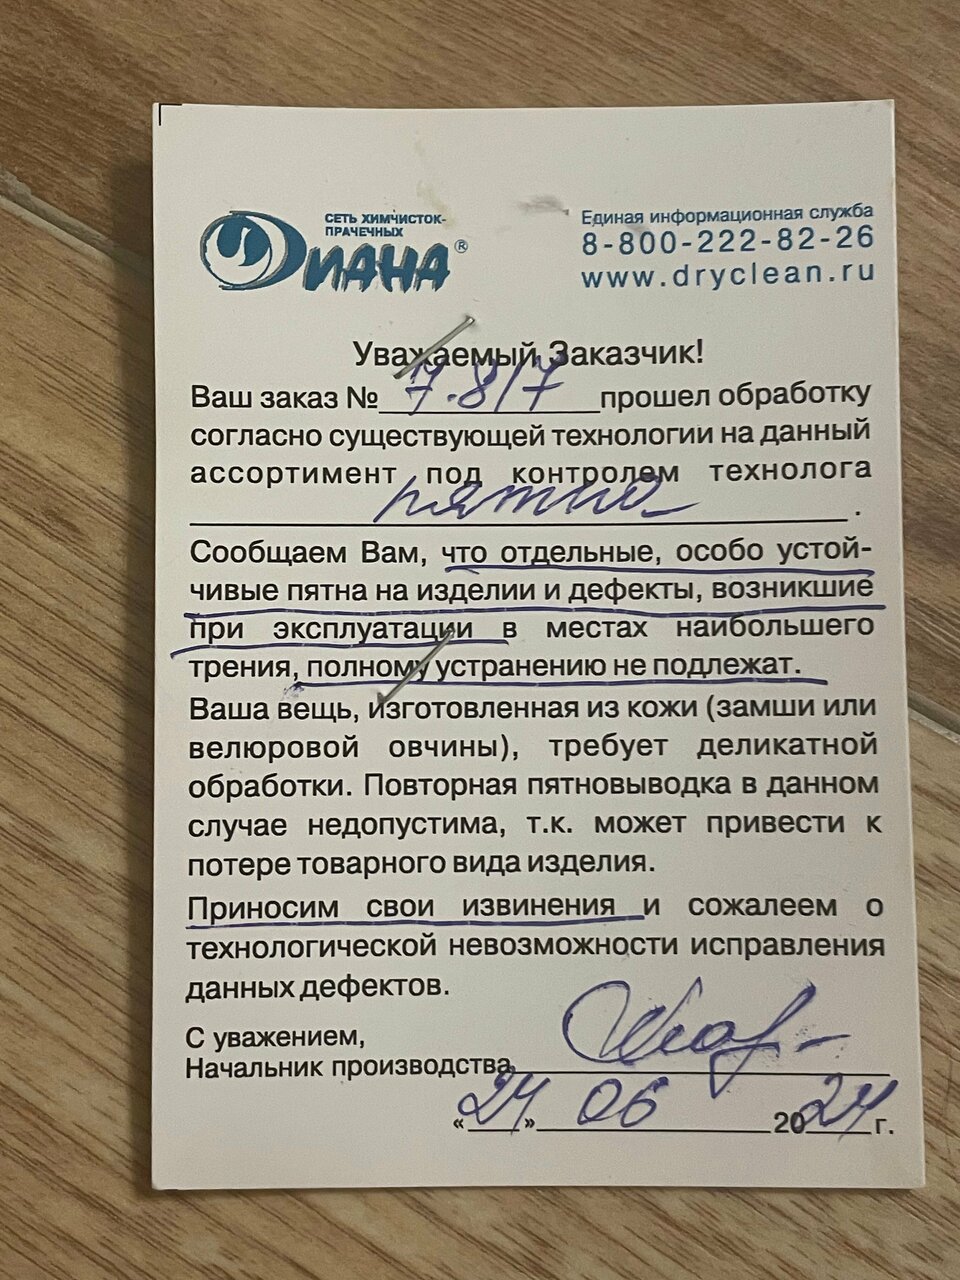 СЕТЬ ХИМЧИСТОК-
ПРАЧЕЧНЫХ
ДИАНА®
Единая информационная служба
8-800-222-82-26
www.dryclean.ru
Уважаемый Заказчик!
Ваш заказ № 7.8/7 прошел обработку
согласно существующей технологии на данный
ассортимент под контролем технолога
пятно.
Сообщаем Вам, что отдельные, особо устой-
чивые пятна на изделии и дефекты, возникшие
при эксплуатации в местах наибольшего
трения, полному устранению не подлежат.
Ваша вещь, изготовленная из кожи (замши или
велюровой овчины), требует деликатной
обработки. Повторная пятновыводка в данном
случае недопустима, т.к. может привести к
потере товарного вида изделия.
Приносим свои извинения и сожалеем о
технологической невозможности исправления
данных дефектов.
С уважением,
Начальник производства
«24» 06 2024 г.